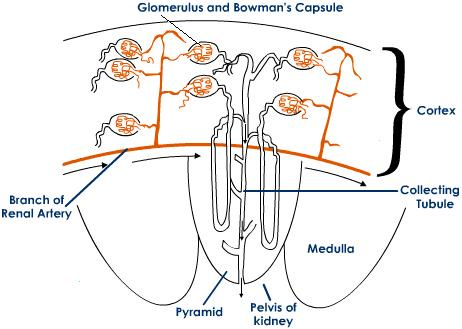 Glomerulus and Bowman's Capsule
Cortex
Branch of
Renal Artery
Collecting
Tubule
Medulla
Pyramid
Pelvis of
kidney